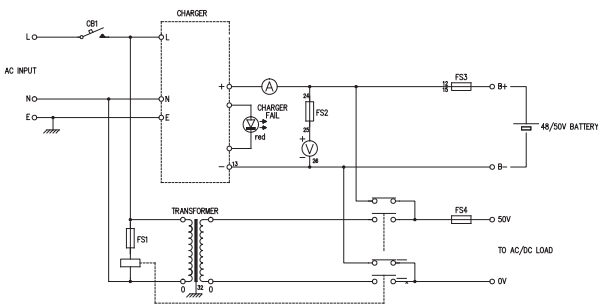 CHARGER
CB1
L
L
AC INPUT
+
A
12
15
FS3
B+
24
N
N
CHARGER
FAIL
FS2
E
E
red
25
+
V
48/50V BATTERY
−
26
−
13
B−
TRANSFORMER
FS4
50V
FS1
TO AC/DC LOAD
0
32
0
0V